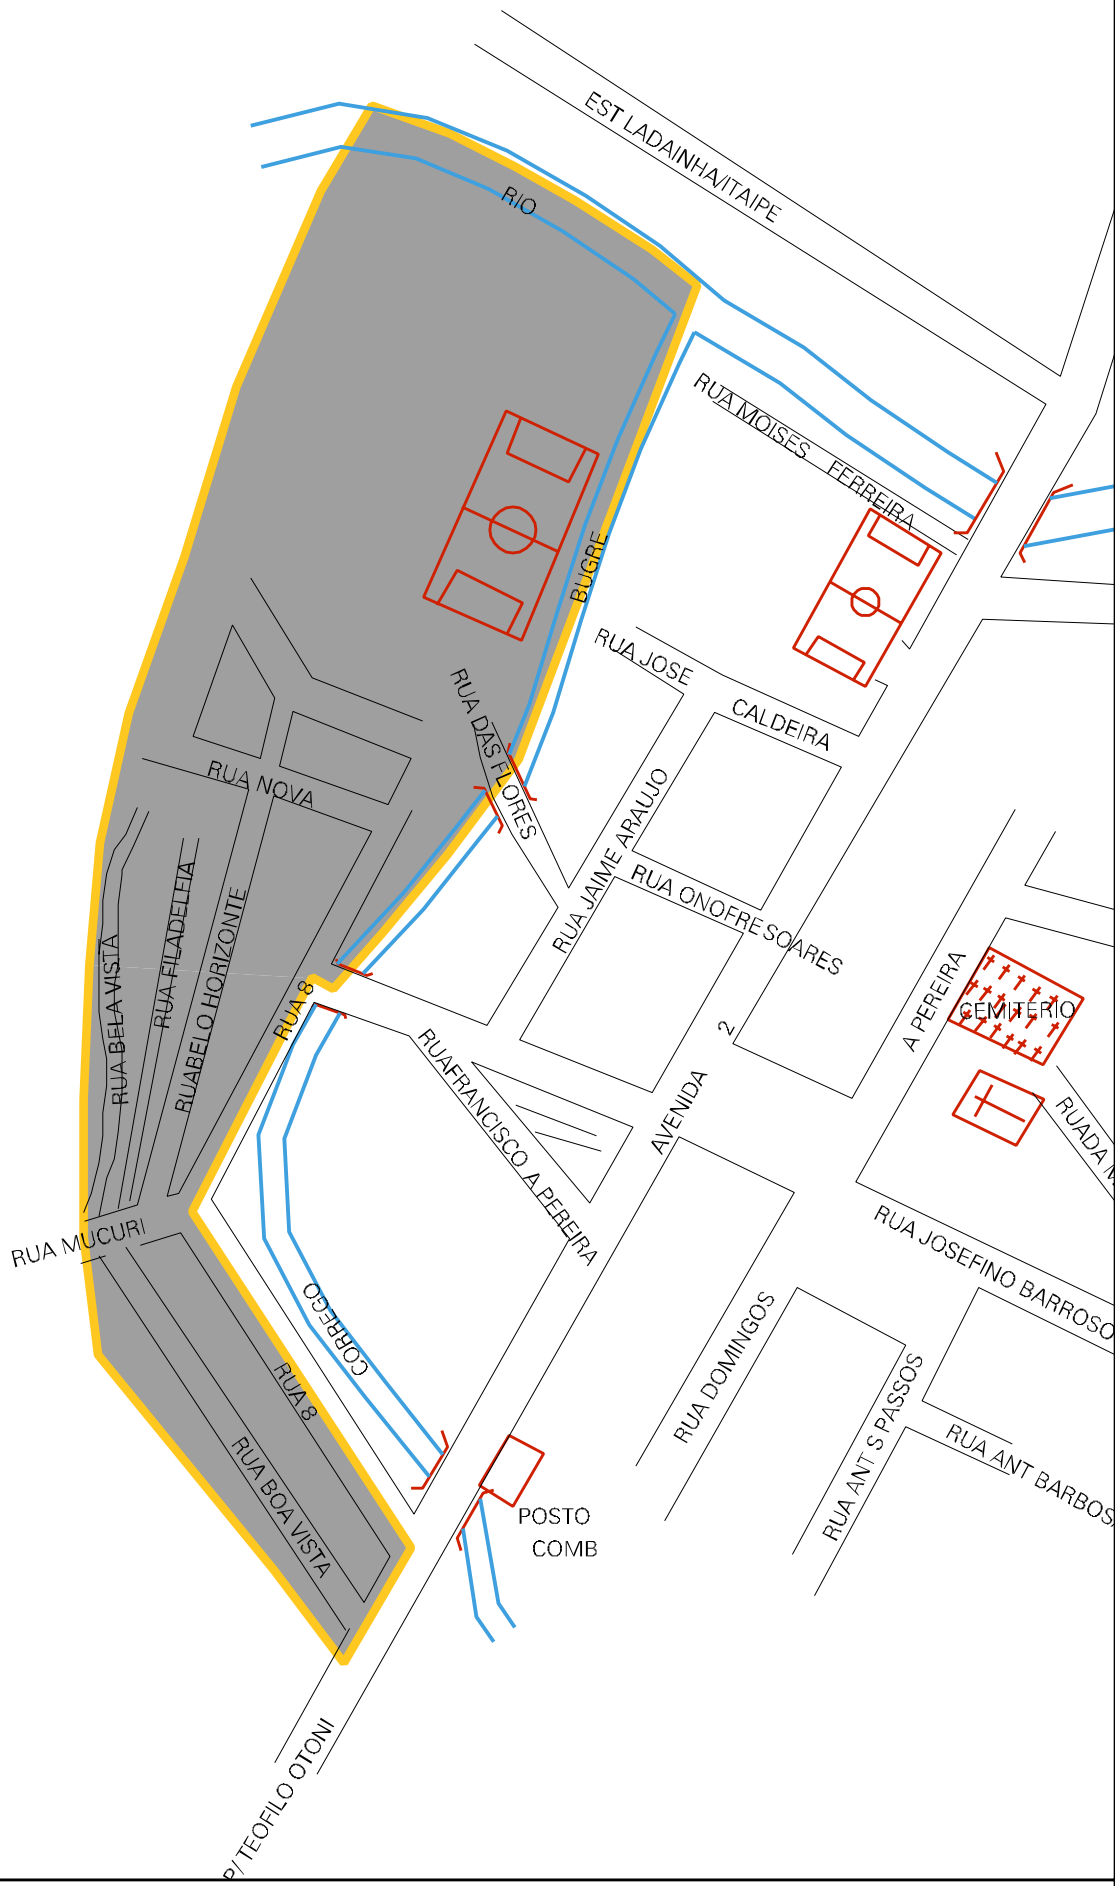 EST LADAINHA/ITAIPE
RIO
RUA MOISES FERREIRA
BUGRE
RUA JOSE CALDEIRA
RUA DAS FLORES
RUA NOVA
RUA JAIME ARAUJO
RUA ONOFRE SOARES
RUA BELA VISTA
RUA FILADELFIA
RUABELO HORIZONTE
RUA 8
A PEREIRA
CEMITERIO
AVENIDA 2
RUAFRANCISCO A PEREIRA
RUADA M
RUA MUCURI
RUA JOSEFINO BARROSO
CORREGO
RUA DOMINGOS
RUA 8
RUA ANT S PASSOS
RUA ANT BARBOS
RUA BOA VISTA
POSTO
COMB
P/ TEOFILO OTONI